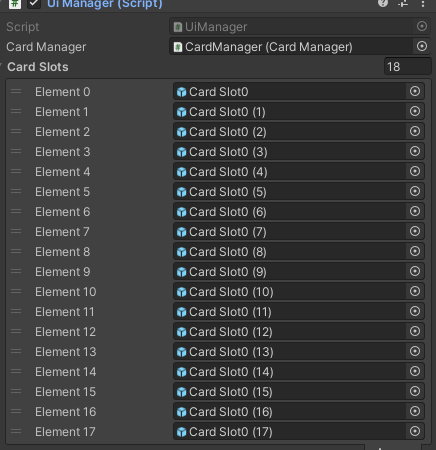 Ui Manager (Script)
Script UiManager
Card Manager CardManager (Card Manager)
Card Slots 18
Element 0 Card Slot0
Element 1 Card Slot0 (1)
Element 2 Card Slot0 (2)
Element 3 Card Slot0 (3)
Element 4 Card Slot0 (4)
Element 5 Card Slot0 (5)
Element 6 Card Slot0 (6)
Element 7 Card Slot0 (7)
Element 8 Card Slot0 (8)
Element 9 Card Slot0 (9)
Element 10 Card Slot0 (10)
Element 11 Card Slot0 (11)
Element 12 Card Slot0 (12)
Element 13 Card Slot0 (13)
Element 14 Card Slot0 (14)
Element 15 Card Slot0 (15)
Element 16 Card Slot0 (16)
Element 17 Card Slot0 (17)